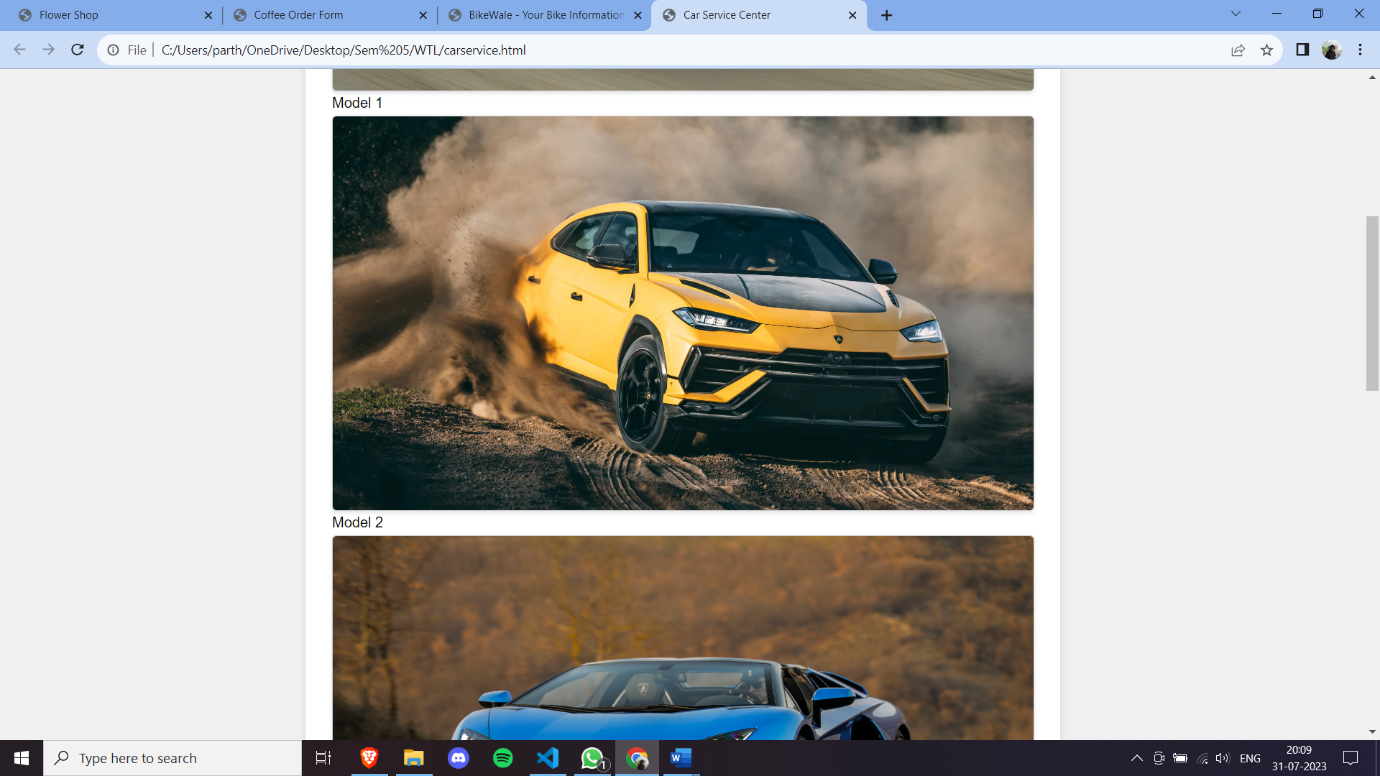 Flower Shop
Coffee Order Form
BikeWale - Your Bike Information
Car Service Center
File
C:/Users/parth/OneDrive/Desktop/Sem%205/WTL/carservice.html
Model 1
Model 2
Type here to search
1
ENG
20:09
31-07-2023